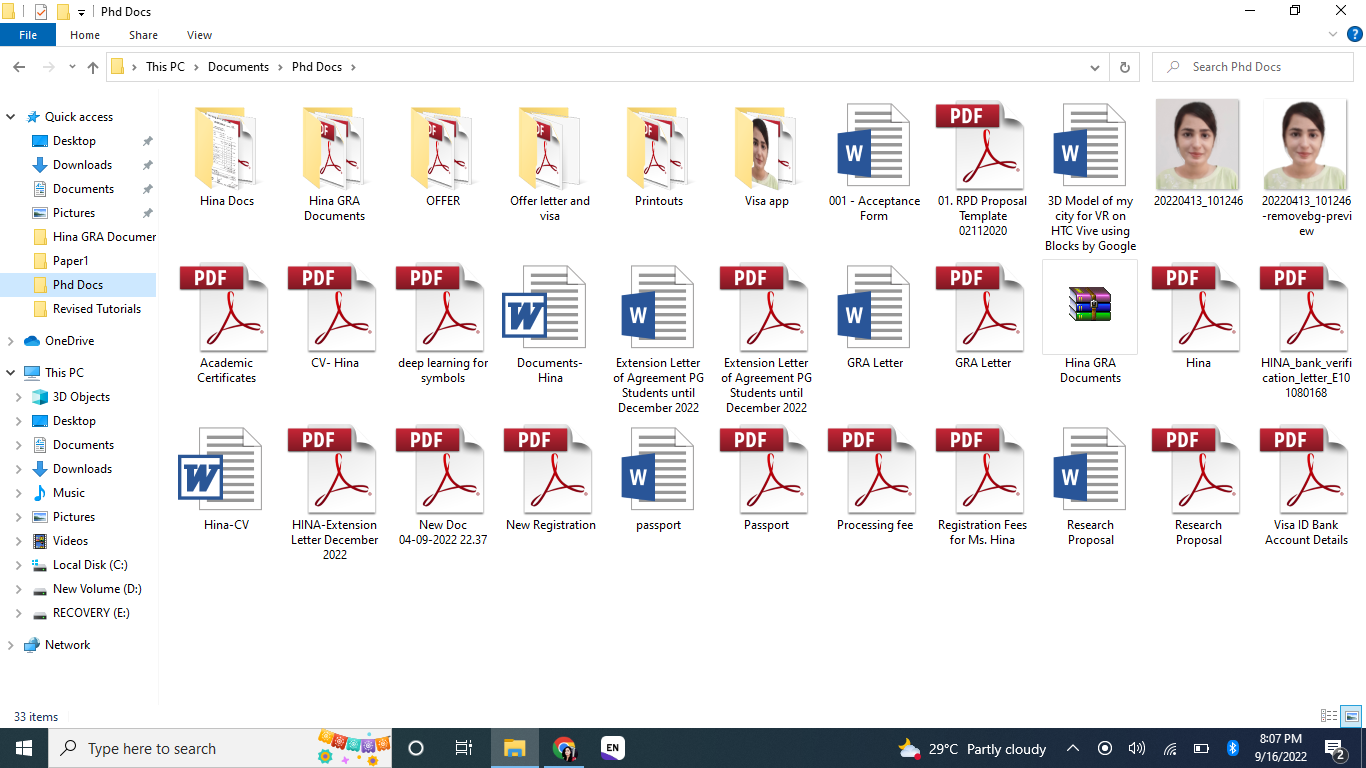 Phd Docs
File
Home
Share
View
This PC
Documents
Phd Docs
Search Phd Docs
Quick access
Desktop
Downloads
Documents
Pictures
Hina GRA Documer
Paper1
Phd Docs
Revised Tutorials
OneDrive
This PC
3D Objects
Desktop
Documents
Downloads
Music
Pictures
Videos
Local Disk (C:)
New Volume (D:)
RECOVERY (E:)
Network
Hina Docs
Hina GRA
Documents
OFFER
Offer letter and
visa
Printouts
Visa app
W
001 - Acceptance
Form
PDF
01. RPD Proposal
Template
02112020
W
3D Model of my
city for VR on
HTC Vive using
Blocks by Google
20220413_101246
20220413_101246
-removebg-previ
ew
PDF
Academic
Certificates
PDF
CV- Hina
PDF
deep learning for
symbols
W
Documents-
Hina
W
Extension Letter
of Agreement PG
Students until
December 2022
PDF
Extension Letter
of Agreement PG
Students until
December 2022
W
GRA Letter
PDF
GRA Letter
Hina GRA
Documents
PDF
Hina
PDF
HINA_bank_verifi
cation_letter_E10
1080168
W
Hina-CV
PDF
HINA-Extension
Letter December
2022
PDF
New Doc
04-09-2022 22.37
PDF
New Registration
W
passport
PDF
Passport
PDF
Processing fee
PDF
Registration Fees
for Ms. Hina
W
Research
Proposal
PDF
Research
Proposal
PDF
Visa ID Bank
Account Details
33 items
Type here to search
EN
29°C Partly cloudy
8:07 PM
9/16/2022
2